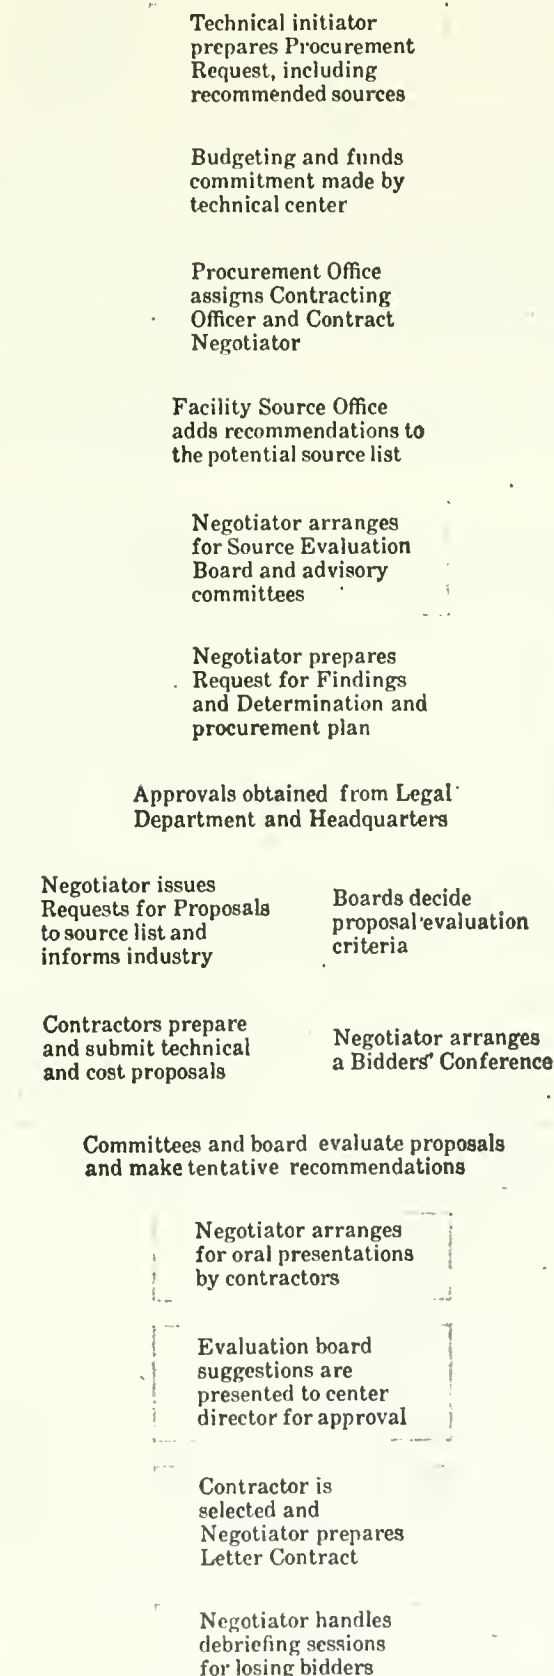 Technical initiator
prepares Procurement
Request, including
recommended sources
Budgeting and funds
commitment made by
technical center
Procurement Office
assigns Contracting
Officer and Contract
Negotiator
Facility Source Office
adds recommendations to
the potential source list
Negotiator arranges
for Source Evaluation
Board and advisory
committees
Negotiator prepares
Request for Findings
and Determination and
procurement plan
Approvals obtained from Legal
Department and Headquarters
Negotiator issues
Requests for Proposals
to source list and
informs industry
Boards decide
proposal evaluation
criteria
Contractors prepare
and submit technical
and cost proposals
Negotiator arranges
a Bidders' Conference
Committees and board evaluate proposals
and make tentative recommendations
Negotiator arranges
for oral presentations
by contractors
Evaluation board
suggestions are
presented to center
director for approval
Contractor is
selected and
Negotiator prepares
Letter Contract
Negotiator handles
debriefing sessions
for losing bidders